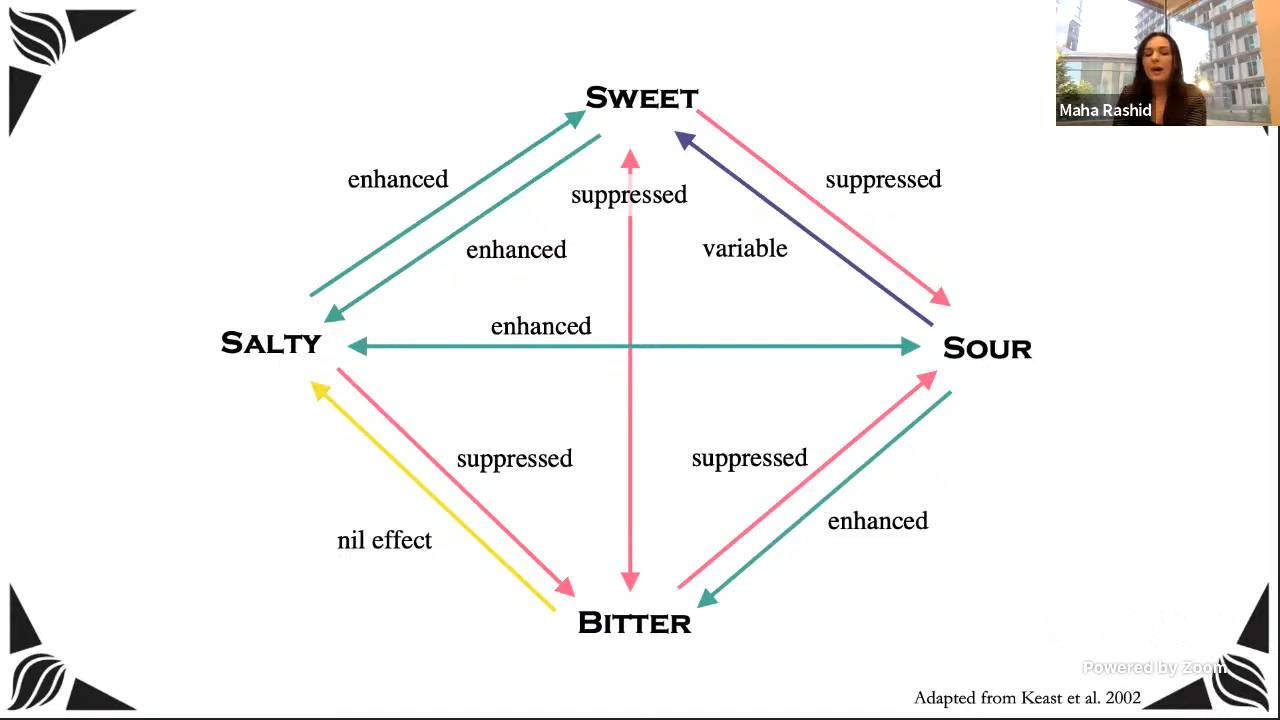 Maha Rashid
SWEET
enhanced
suppressed
suppressed
enhanced
variable
enhanced
SALTY
SOUR
suppressed
suppressed
enhanced
nil effect
BITTER
Powered by Zoom
Adapted from Keast et al. 2002